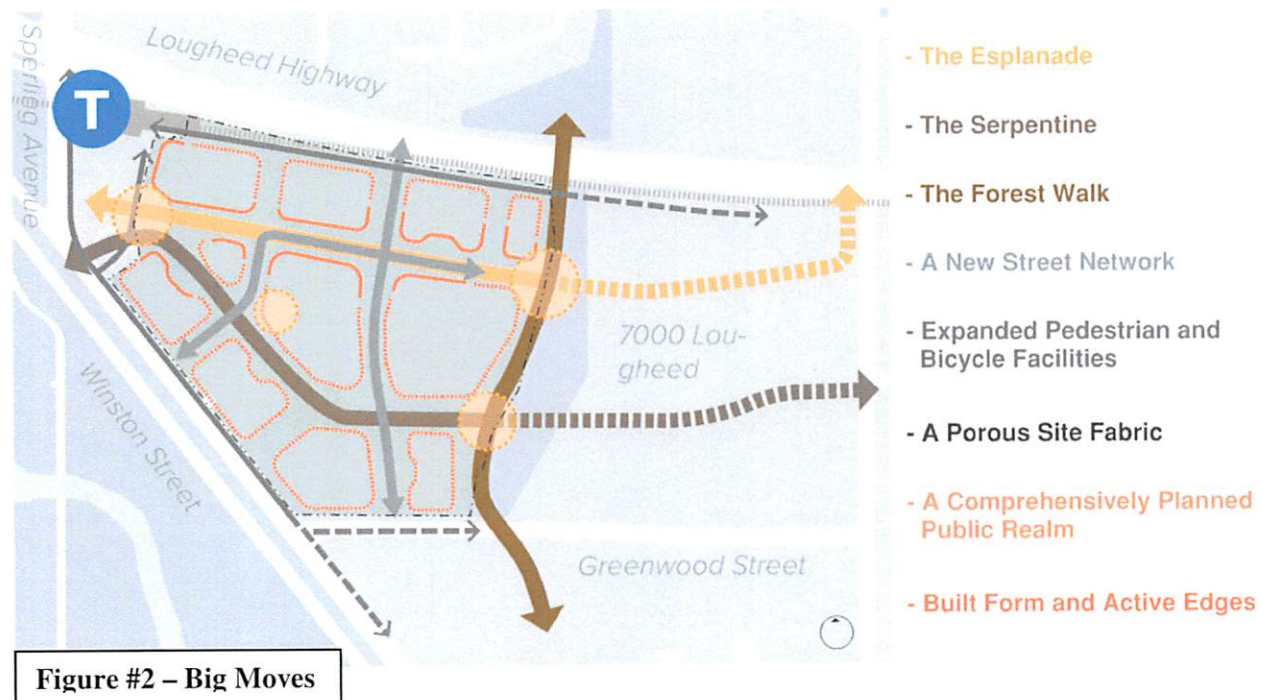 Sperling Avenue
Lougheed Highway
T
7000 Lou-
gheed
Winston Street
Greenwood Street
- The Esplanade
- The Serpentine
- The Forest Walk
- A New Street Network
- Expanded Pedestrian and
Bicycle Facilities
- A Porous Site Fabric
- A Comprehensively Planned
Public Realm
- Built Form and Active Edges
Figure #2 – Big Moves